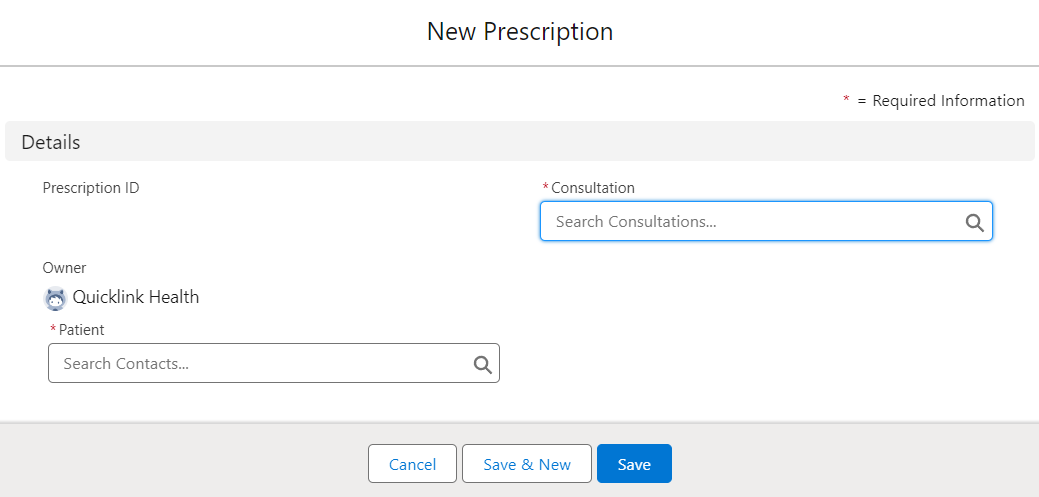 New Prescription
* = Required Information
Details
Prescription ID
* Consultation
Search Consultations...
Owner
Quicklink Health
* Patient
Search Contacts...
Cancel
Save & New
Save